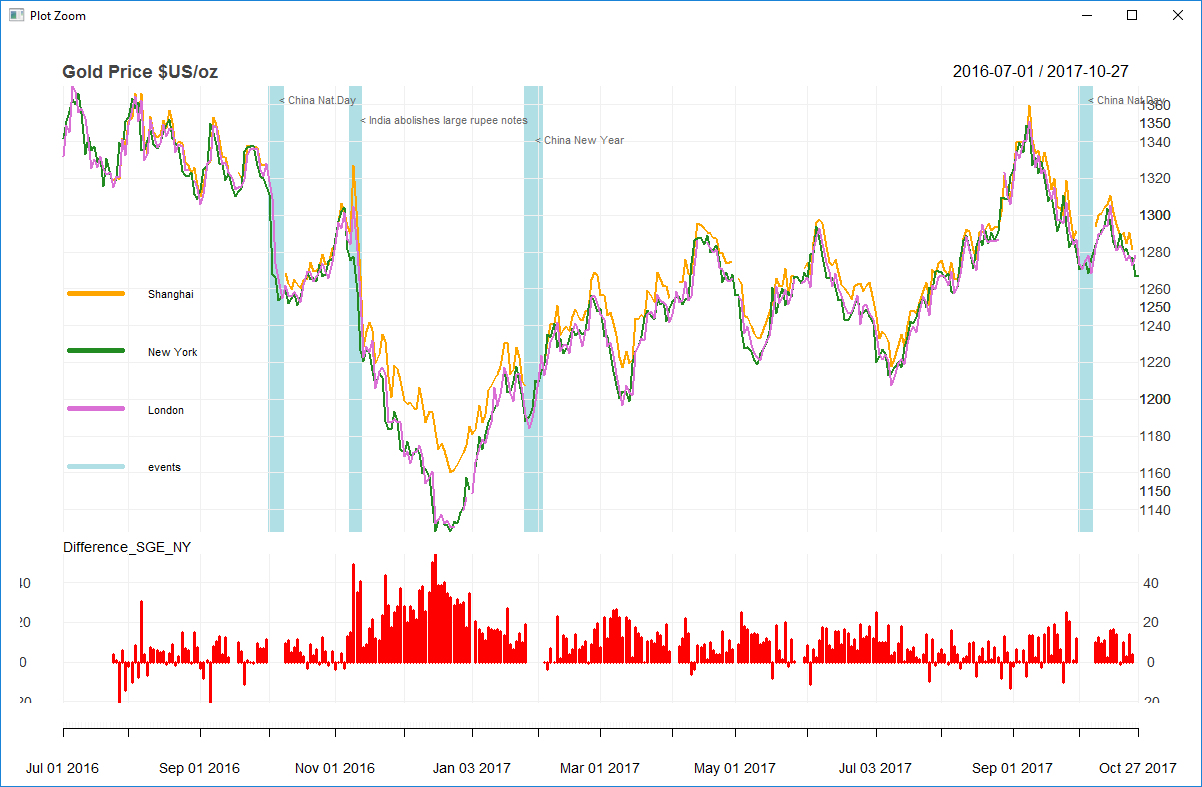 Plot Zoom
Gold Price $US/oz
2016-07-01 / 2017-10-27
< China Nat.Day
< China Nat.Day
1360
< India abolishes large rupee notes
1350
< China New Year
1340
1320
1300
1280
Shanghai
1260
1250
1240
New York
1220
1200
London
1180
events
1160
1150
1140
Difference_SGE_NY
40
40
20
20
0
0
20
20
Jul 01 2016
Sep 01 2016
Nov 01 2016
Jan 03 2017
Mar 01 2017
May 01 2017
Jul 03 2017
Sep 01 2017
Oct 27 2017